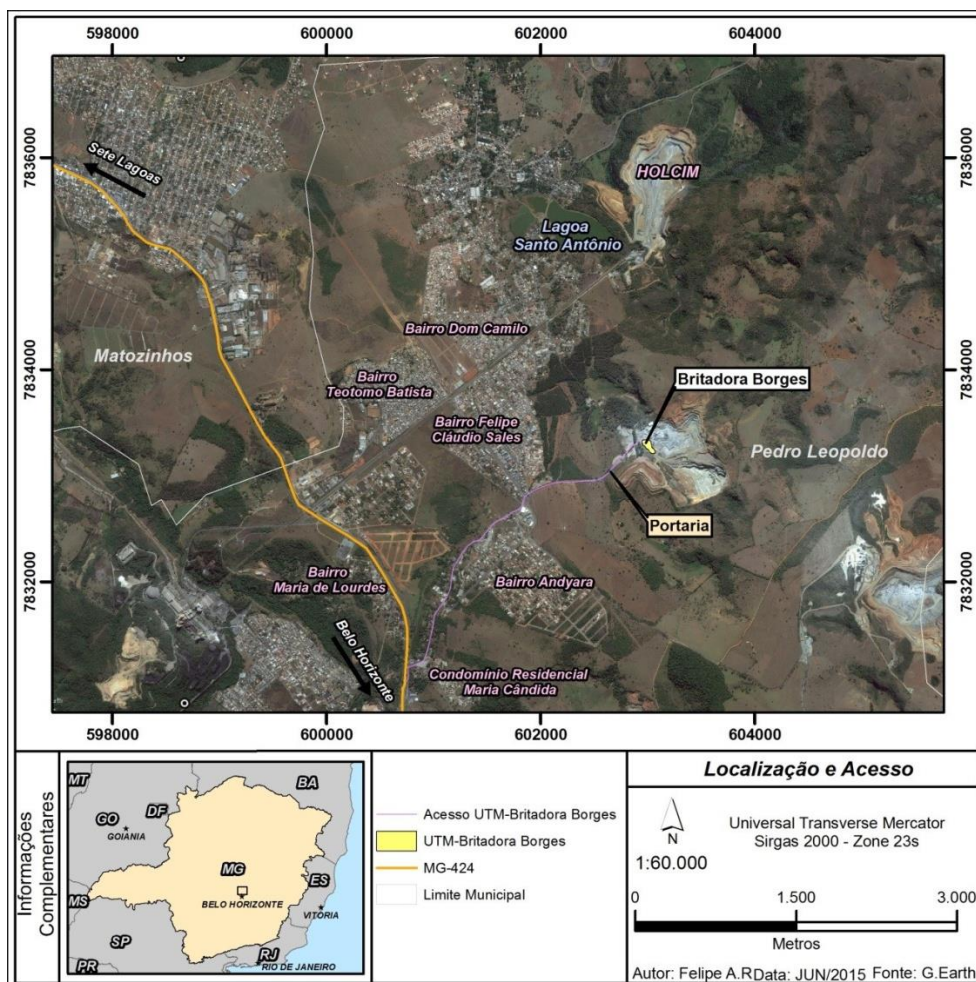 598000 600000 602000 604000
7836000
7836000
Sete Lagoas
HOLCIM
Lagoa
Santo Antônio
Bairro Dom Camilo
7834000
7834000
Matozinhos
Bairro
Teotomo Batista
Britadora Borges
Bairro Felipe
Cláudio Sales
Pedro Leopoldo
Portaria
7832000
7832000
Bairro
Maria de Lourdes
Bairro Andyara
Belo Horizonte
Condomínio Residencial
Maria Cândida
598000 600000 602000 604000
Informações
Complementares
MT
BA
GO
DF
GOIANIA
MG
BELO HORIZONTE
MS
ES
VITORIA
SP
RJ
RIO DE JANEIRO
PR
Acesso UTM-Britadora Borges
UTM-Britadora Borges
MG-424
Limite Municipal
Localização e Acesso
N
1:60.000
Universal Transverse Mercator
Sirgas 2000 - Zone 23s
0 1.500 3.000
Metros
Autor: Felipe A.R Data: JUN/2015 Fonte: G.Earth